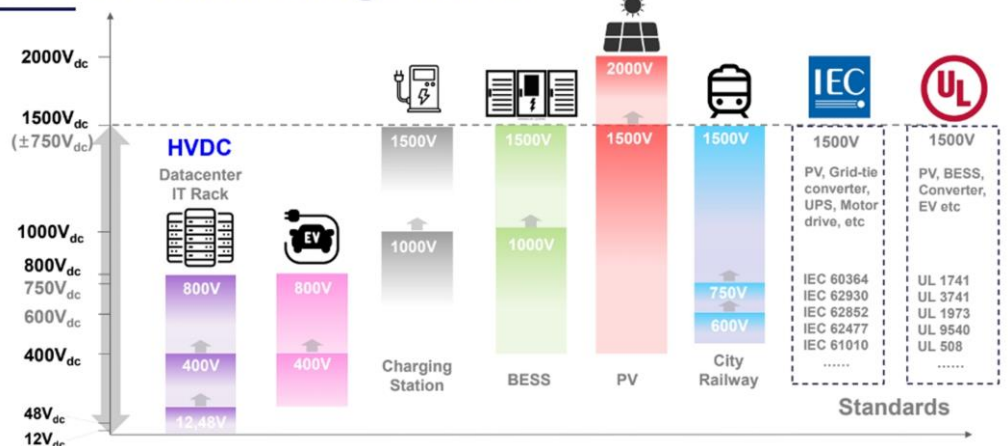 2000Vdc
1500Vdc
(±750Vdc)
1000Vdc
800Vdc
750Vdc
600Vdc
400Vdc
48Vdc
12Vdc
HVDC
Datacenter
IT Rack
800V
400V
12,48V
EV
800V
400V
1500V
1000V
Charging
Station
1500V
1000V
BESS
2000V
1500V
PV
1500V
750V
600V
City
Railway
IEC
1500V
PV, Grid-tie
converter,
UPS, Motor
drive, etc
IEC 60364
IEC 62930
IEC 62852
IEC 62477
IEC 61010
......
UL
1500V
PV, BESS,
Converter,
EV etc
UL 1741
UL 3741
UL 1973
UL 9540
UL 508
......
Standards